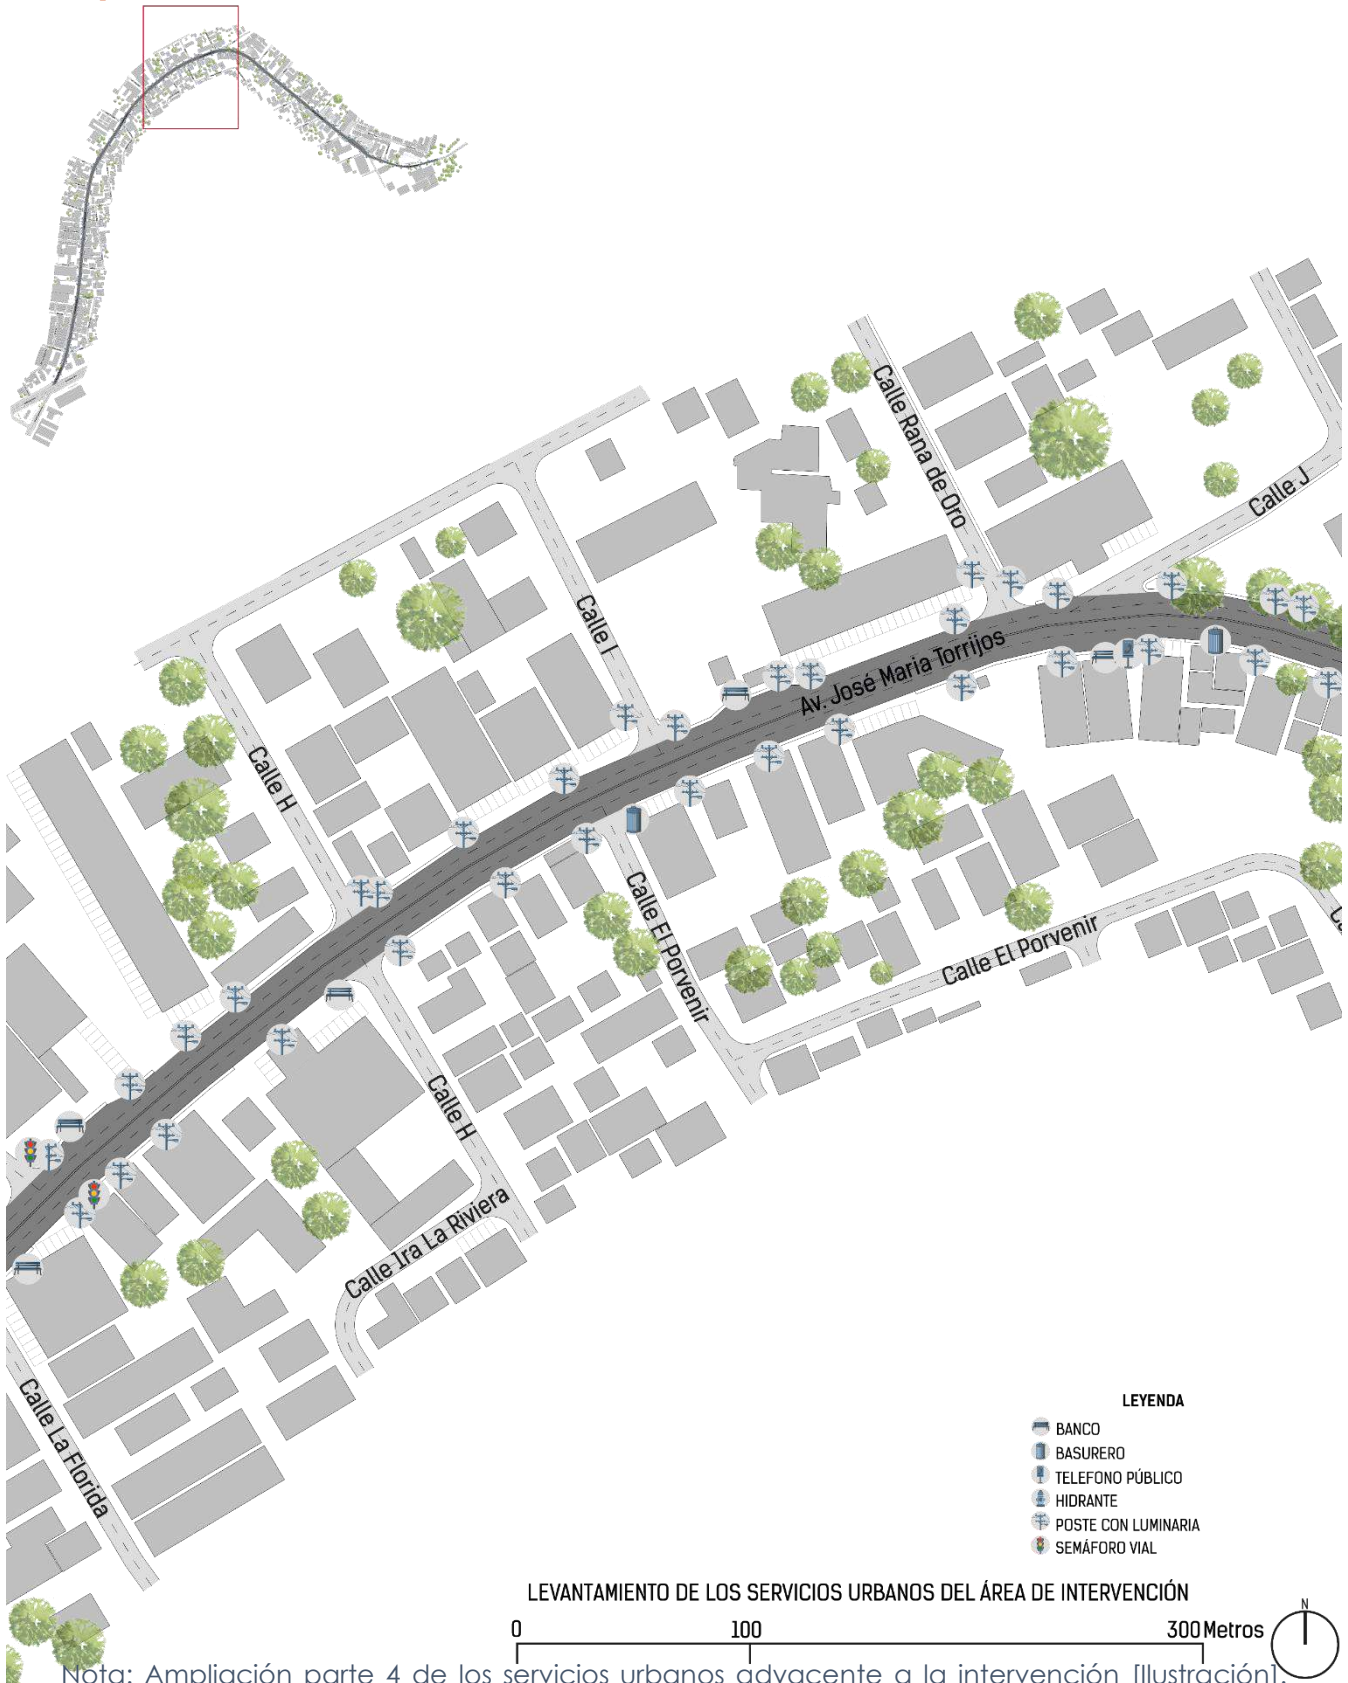 Calle Rana de Oro
Calle J
Calle I
Av. José Maria Torrijos
Calle H
Calle El Porvenir
Calle El Porvenir
Calle H
Calle 1ra La Riviera
Calle La Florida
LEYENDA
BANCO
BASURERO
TELEFONO PÚBLICO
HIDRANTE
POSTE CON LUMINARIA
SEMÁFORO VIAL
LEVANTAMIENTO DE LOS SERVICIOS URBANOS DEL ÁREA DE INTERVENCIÓN
0 100 300 Metros
N
Nota: Ampliación parte 4 de los servicios urbanos adyacente a la intervención [Ilustración].